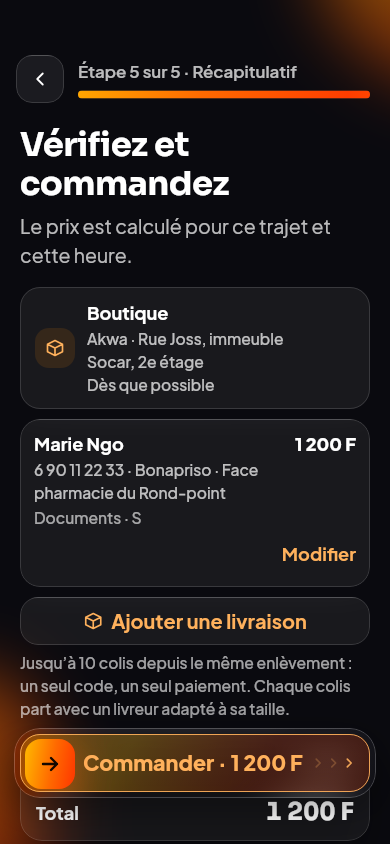 Étape 5 sur 5 · Récapitulatif
Vérifiez et
commandez
Le prix est calculé pour ce trajet et
cette heure.
Boutique
Akwa · Rue Joss, immeuble
Socar, 2e étage
Dès que possible
Marie Ngo 1 200 F
6 90 11 22 33 · Bonapriso · Face
pharmacie du Rond-point
Documents · S
Modifier
Ajouter une livraison
Jusqu’à 10 colis depuis le même enlèvement :
un seul code, un seul paiement. Chaque colis
part avec un livreur adapté à sa taille.
Commander · 1 200 F
Total 1 200 F